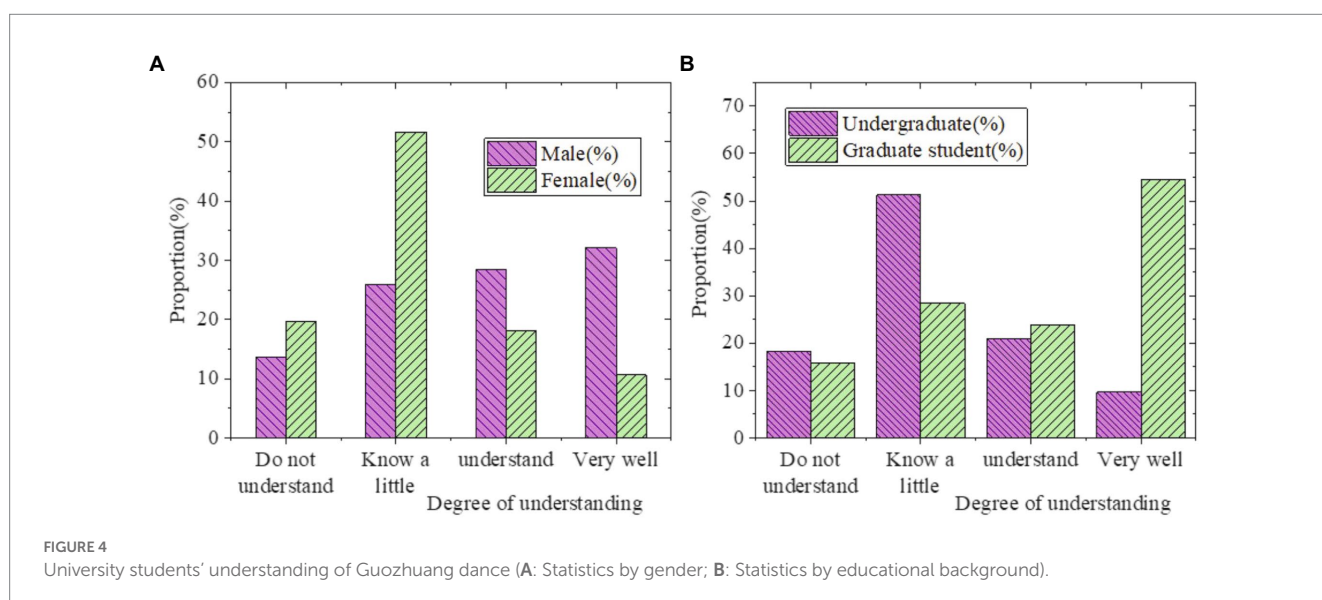 A
60
50
40
30
20
10
0
Proportion(%)
Male(%)
Female(%)
Do not understand
Know a little
understand
Very well
Degree of understanding
B
70
60
50
40
30
20
10
0
Proportion(%)
Undergraduate(%)
Graduate student(%)
Do not understand
Know a little
understand
Very well
Degree of understanding
FIGURE 4
University students' understanding of Guozhuang dance (A: Statistics by gender; B: Statistics by educational background).